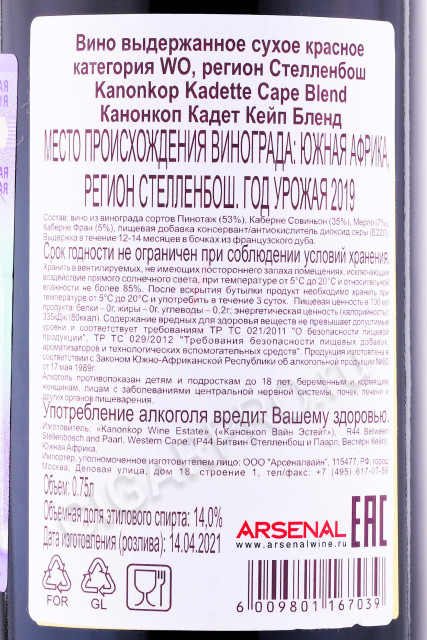 Вино выдержанное сухое красное
категория WO, регион Стелленбош
Kanonkop Kadette Cape Blend
Канонкоп Кадет Кейп Бленд
МЕСТО ПРОИСХОЖДЕНИЯ ВИНОГРАДА: ЮЖНАЯ АФРИКА,
РЕГИОН СТЕЛЛЕНБОШ. ГОД УРОЖАЯ 2019
Состав: вино из винограда сортов Пинотаж (53%), Каберне Совиньон (35%), Мерло (7%),
Каберне Фран (5%), пищевая добавка консервант/антиокислитель диоксид серы (Е220).
Выдержка в течение 12-14 месяцев в бочках из французского дуба.
Срок годности не ограничен при соблюдении условий хранения.
Хранить в вентилируемых, не имеющих постороннего запаха помещениях, исключающих
воздействие прямого солнечного света, при температуре от 5°С до 20°С и относительной
влажности не более 85%. После вскрытия бутылки продукт необходимо хранить при
температуре от 5°С до 20°С и употребить в течение 3 суток. Пищевая ценность в 100 мл
продукта: белки – 0г, жиры – 0г, углеводы – 0,2г; энергетическая ценность (калорийность):
335кДж (80ккал). Содержание вредных для здоровья веществ не превышает допустимые
уровни и соответствует требованиям ТР ТС 021/2011 "О безопасности пищевой
продукции", ТР ТС 029/2012 "Требования безопасности пищевых добавок,
ароматизаторов и технологических вспомогательных средств". Продукция изготовлена в
соответствии с Законом Южно-Африканской Республики об алкогольной продукции №60
от 17 мая 1989г.
Алкоголь противопоказан детям и подросткам до 18 лет, беременным и кормящим
женщинам, лицам с заболеваниями центральной нервной системы, почек, печени и
других органов пищеварения.
Употребление алкоголя вредит Вашему здоровью.
Изготовитель: «Kanonkop Wine Estate», («Канонкоп Вайн Эстейт»), R44 Between
Stellenbosch and Paarl, Western Cape, (Р44 Битвин Стелленбош и Паарл, Вестерн Кейп),
Южная Африка.
Импортер, уполномоченное изготовителем лицо: ООО «Арсеналвайн», 115477, РФ, город
Москва, Деловая улица, дом 18, строение 1, помещение 2, тел. +7 (495) 617-07-59
Объем: 0.75л
Объемная доля этилового спирта: 14,0%
Дата изготовления (розлива): 14.04.2021
ARSENAL EAC
www.arsenalwine.ru
FOR GL
6 009801 167039